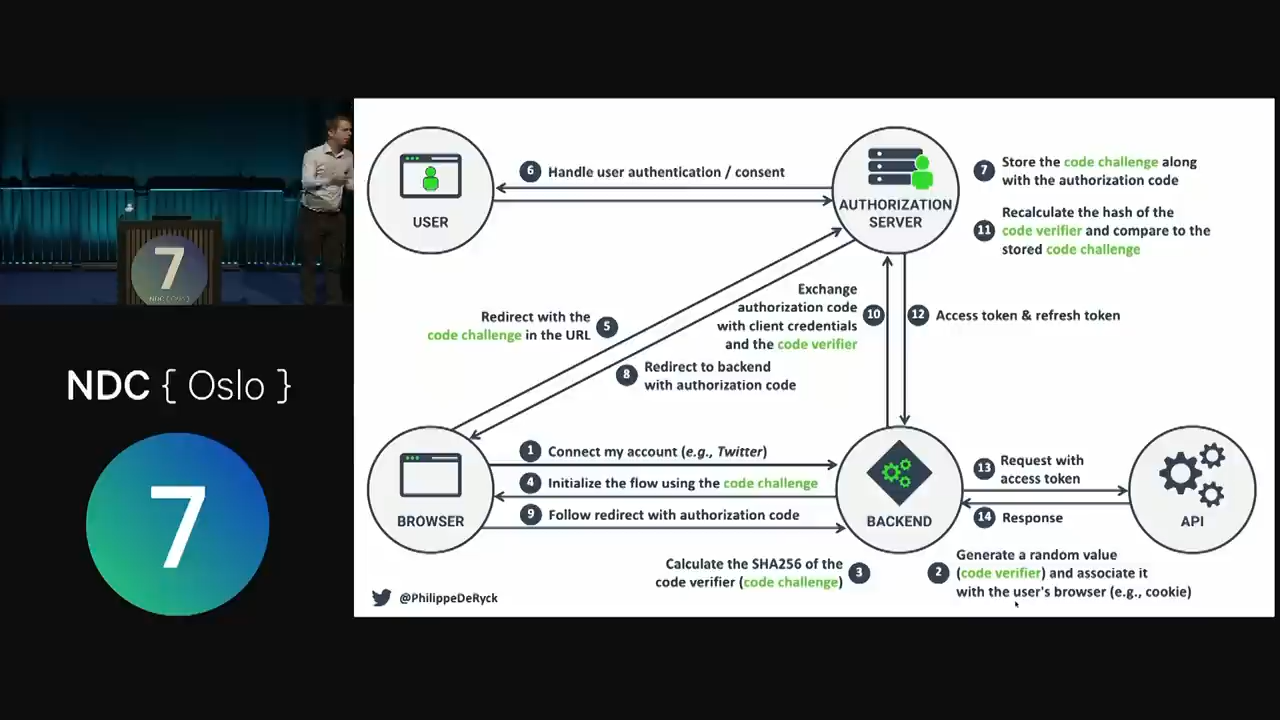 7
NDC { Oslo }
NDC { Oslo }
7
USER
6 Handle user authentication / consent
AUTHORIZATION
SERVER
7 Store the code challenge along
with the authorization code
11 Recalculate the hash of the
code verifier and compare to the
stored code challenge
Redirect with the
code challenge in the URL 5
Exchange
authorization code
with client credentials
and the code verifier 10
12 Access token & refresh token
8 Redirect to backend
with authorization code
BROWSER
1 Connect my account (e.g., Twitter)
4 Initialize the flow using the code challenge
9 Follow redirect with authorization code
BACKEND
13 Request with
access token
14 Response
API
Calculate the SHA256 of the
code verifier (code challenge) 3
2 Generate a random value
(code verifier) and associate it
with the user's browser (e.g., cookie)
@PhilippeDeRyck